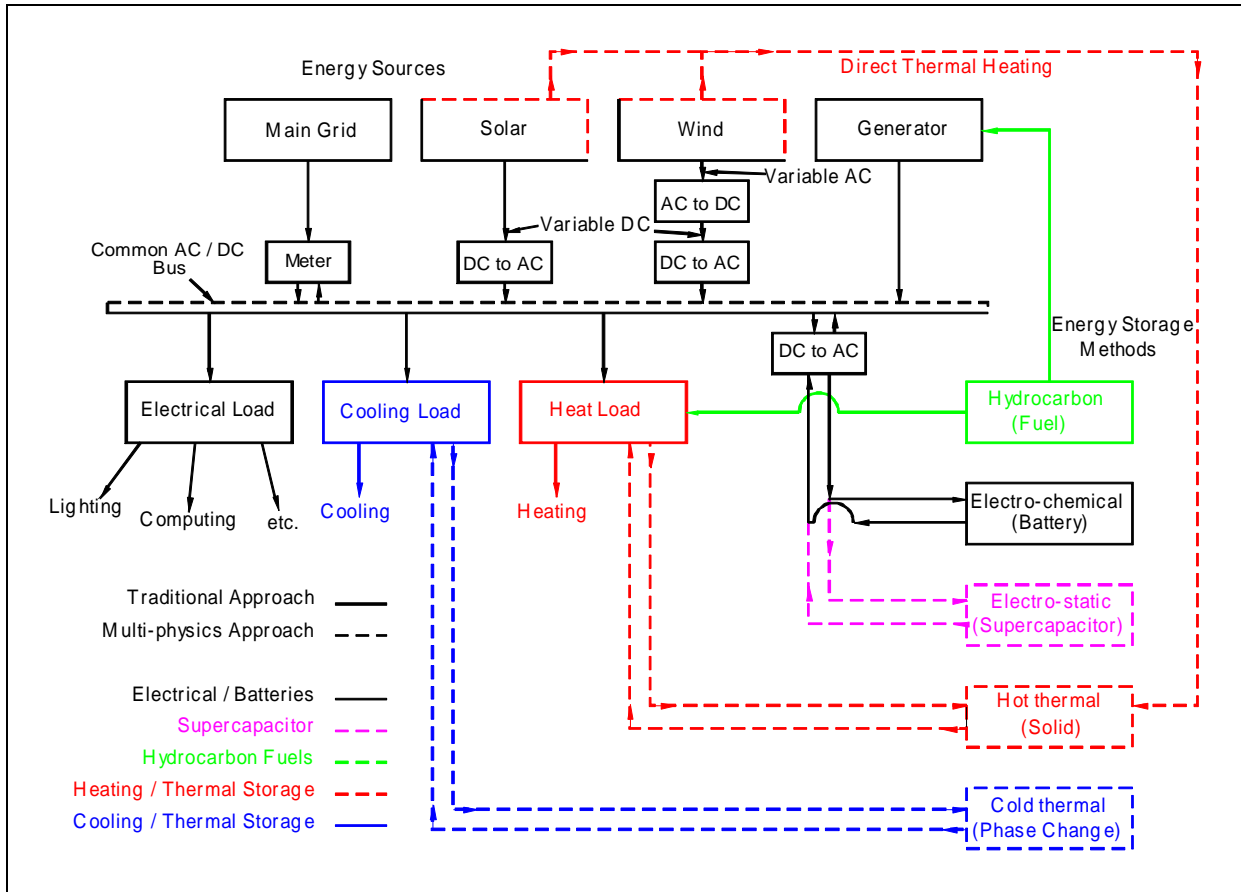 Energy Sources
Direct Thermal Heating
Main Grid
Solar
Wind
Generator
Variable AC
AC to DC
Variable DC
Common AC / DC
Bus
Meter
DC to AC
DC to AC
Energy Storage
Methods
DC to AC
Electrical Load
Cooling Load
Heat Load
Hydrocarbon
(Fuel)
Lighting
Computing
etc.
Cooling
Heating
Electro-chemical
(Battery)
Traditional Approach
Multi-physics Approach
Electro-static
(Supercapacitor)
Electrical / Batteries
Supercapacitor
Hydrocarbon Fuels
Heating / Thermal Storage
Cooling / Thermal Storage
Hot thermal
(Solid)
Cold thermal
(Phase Change)